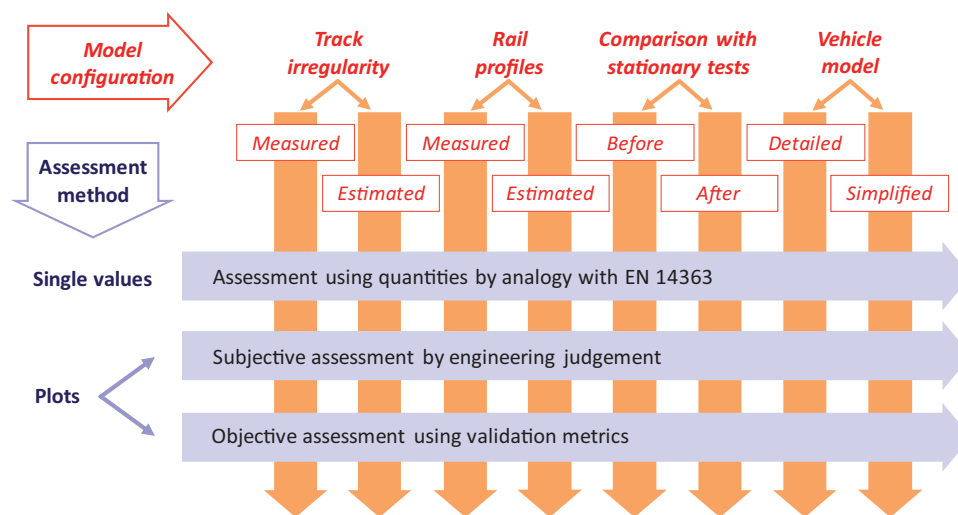 Model
configuration
Track
irregularity
Rail
profiles
Comparison with
stationary tests
Vehicle
model
Measured
Measured
Before
Detailed
Estimated
Estimated
After
Simplified
Assessment
method
Single values
Assessment using quantities by analogy with EN 14363
Subjective assessment by engineering judgement
Plots
Objective assessment using validation metrics